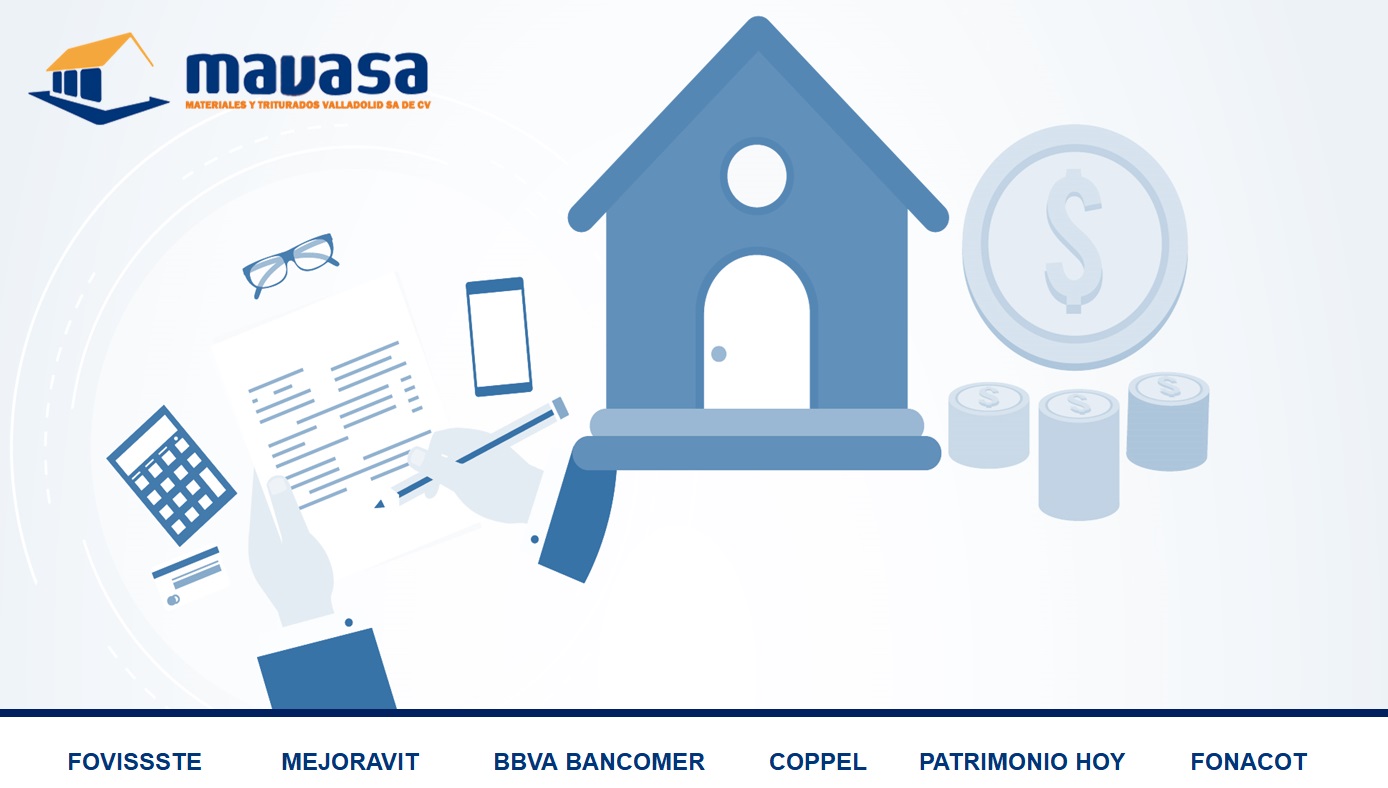 mavasa
MATERIALES Y TRITURADOS VALLADOLID SA DE CV
$
$ $ $
FOVISSSTE MEJORAVIT BBVA BANCOMER COPPEL PATRIMONIO HOY FONACOT